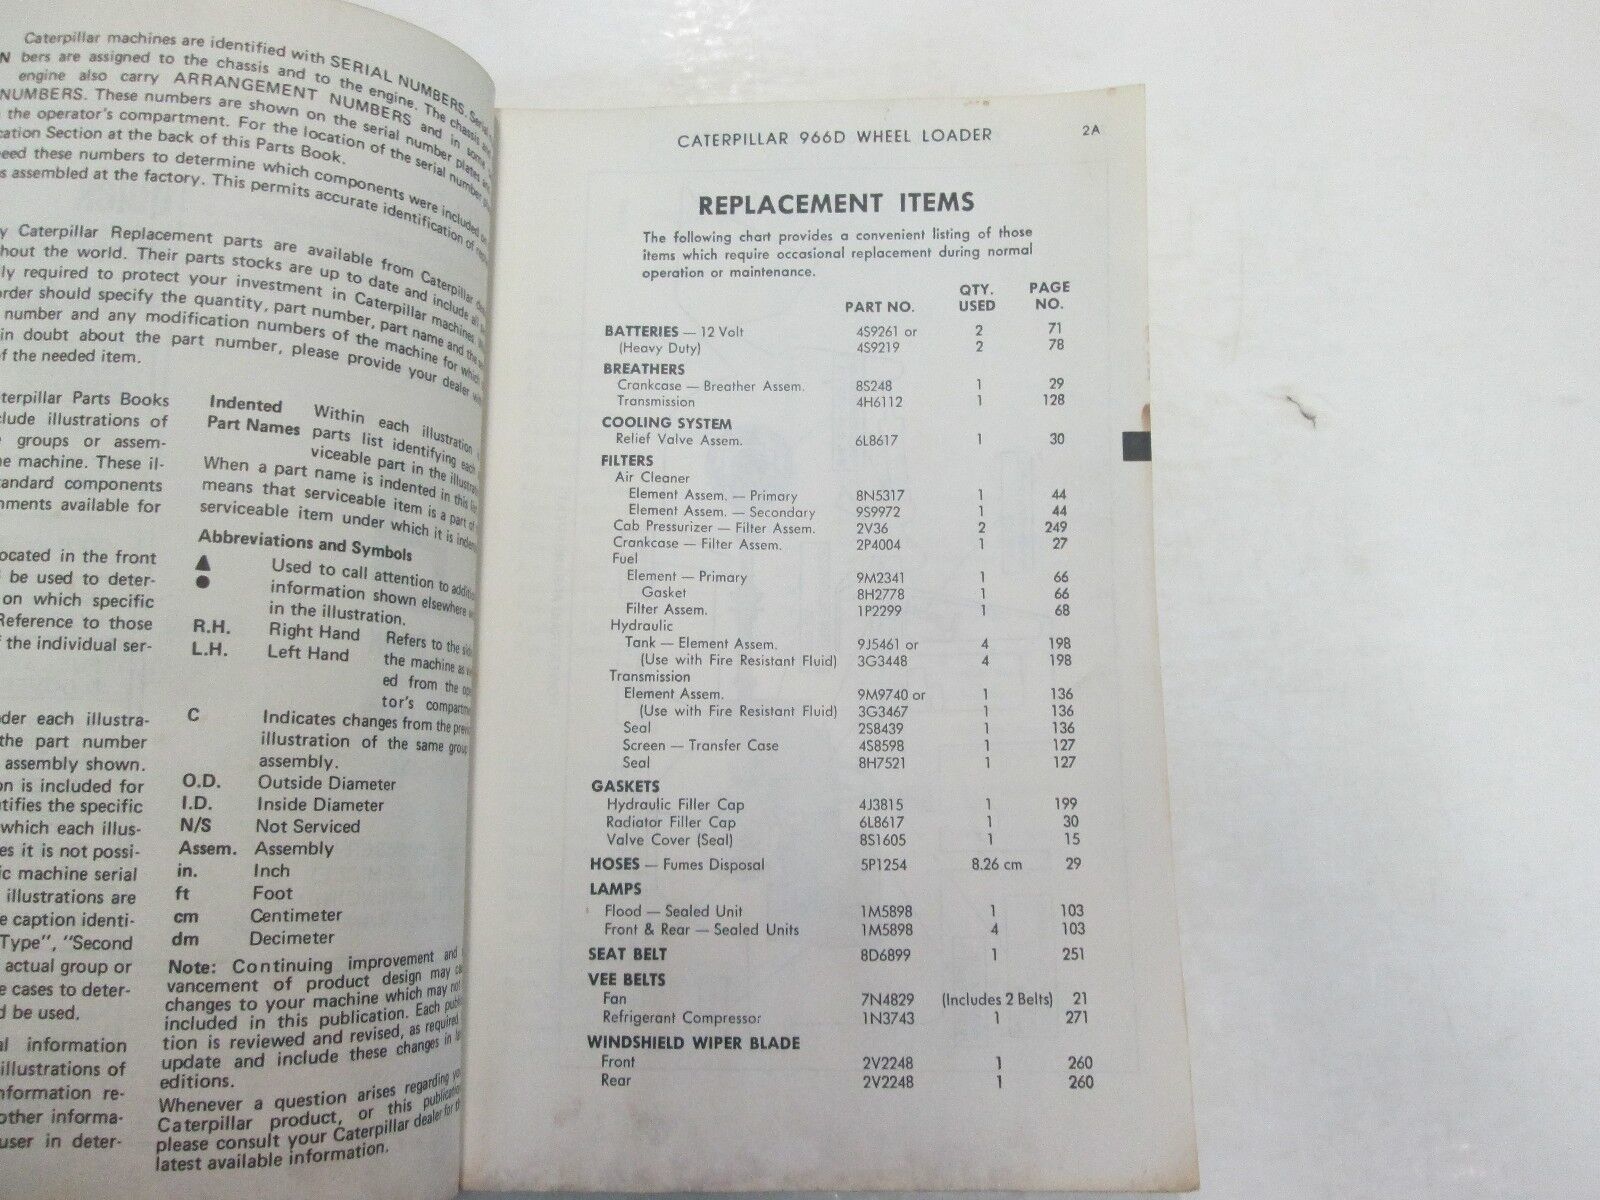 Caterpillar machines are identified with SERIAL NUMBERS.
N bers are assigned to the chassis and to the engine. The chassis
engine also carry ARRANGEMENT NUMBERS and in some
NUMBERS. These numbers are shown on the serial number plates
the operator's compartment. For the location of the serial number
cation Section at the back of this Parts Book.
eed these numbers to determine which components were included
s assembled at the factory. This permits accurate identification of
y Caterpillar Replacement parts are available from Caterpillar
hout the world. Their parts stocks are up to date and include all
ly required to protect your investment in Caterpillar machines.
order should specify the quantity, part number, part name and the
number and any modification numbers of the machine for which
in doubt about the part number, please provide your dealer
of the needed item.
terpillar Parts Books
clude illustrations of
groups or assem-
e machine. These il-
tandard components
nments available for
ocated in the front
be used to deter-
on which specific
Reference to those
f the individual ser-
der each illustra-
the part number
assembly shown.
on is included for
tifies the specific
which each illus-
es it is not possi-
ic machine serial
illustrations are
e caption identi-
Type", "Second
actual group or
e cases to deter-
d be used.
al information
illustrations of
nformation re-
other informa-
user in deter-
Indented Within each illustration
Part Names parts list identifying each
viceable part in the
When a part name is indented in this
means that serviceable item is a part of
serviceable item under which it is
Abbreviations and Symbols
▲ Used to call attention to
● information shown elsewhere
in the illustration.
R.H. Right Hand Refers to the side
L.H. Left Hand the machine as
ed from the
tor's
C Indicates changes from the
illustration of the same group
assembly.
O.D. Outside Diameter
I.D. Inside Diameter
N/S Not Serviced
Assem. Assembly
in. Inch
ft Foot
cm Centimeter
dm Decimeter
Note: Continuing improvement and
vancement of product design may
changes to your machine which may not
included in this publication. Each
tion is reviewed and revised, as required,
update and include these changes in
editions.
Whenever a question arises regarding
Caterpillar product, or this
please consult your Caterpillar dealer for
latest available information.
CATERPILLAR 966D WHEEL LOADER 2A
REPLACEMENT ITEMS
The following chart provides a convenient listing of those
items which require occasional replacement during normal
operation or maintenance.
QTY. PAGE
PART NO. USED NO.
BATTERIES — 12 Volt 4S9261 or 2 71
(Heavy Duty) 4S9219 2 78
BREATHERS
Crankcase — Breather Assem. 8S248 1 29
Transmission 4H6112 1 128
COOLING SYSTEM
Relief Valve Assem. 6L8617 1 30
FILTERS
Air Cleaner
Element Assem. — Primary 8N5317 1 44
Element Assem. — Secondary 9S9972 1 44
Cab Pressurizer — Filter Assem. 2V36 2 249
Crankcase — Filter Assem. 2P4004 1 27
Fuel
Element — Primary 9M2341 1 66
Gasket 8H2778 1 66
Filter Assem. 1P2299 1 68
Hydraulic
Tank — Element Assem. 9J5461 or 4 198
(Use with Fire Resistant Fluid) 3G3448 4 198
Transmission
Element Assem. 9M9740 or 1 136
(Use with Fire Resistant Fluid) 3G3467 1 136
Seal 2S8439 1 136
Screen — Transfer Case 4S8598 1 127
Seal 8H7521 1 127
GASKETS
Hydraulic Filler Cap 4J3815 1 199
Radiator Filler Cap 6L8617 1 30
Valve Cover (Seal) 8S1605 1 15
HOSES — Fumes Disposal 5P1254 8.26 cm 29
LAMPS
Flood — Sealed Unit 1M5898 1 103
Front & Rear — Sealed Units 1M5898 4 103
SEAT BELT 8D6899 1 251
VEE BELTS
Fan 7N4829 (Includes 2 Belts) 21
Refrigerant Compressor 1N3743 1 271
WINDSHIELD WIPER BLADE
Front 2V2248 1 260
Rear 2V2248 1 260